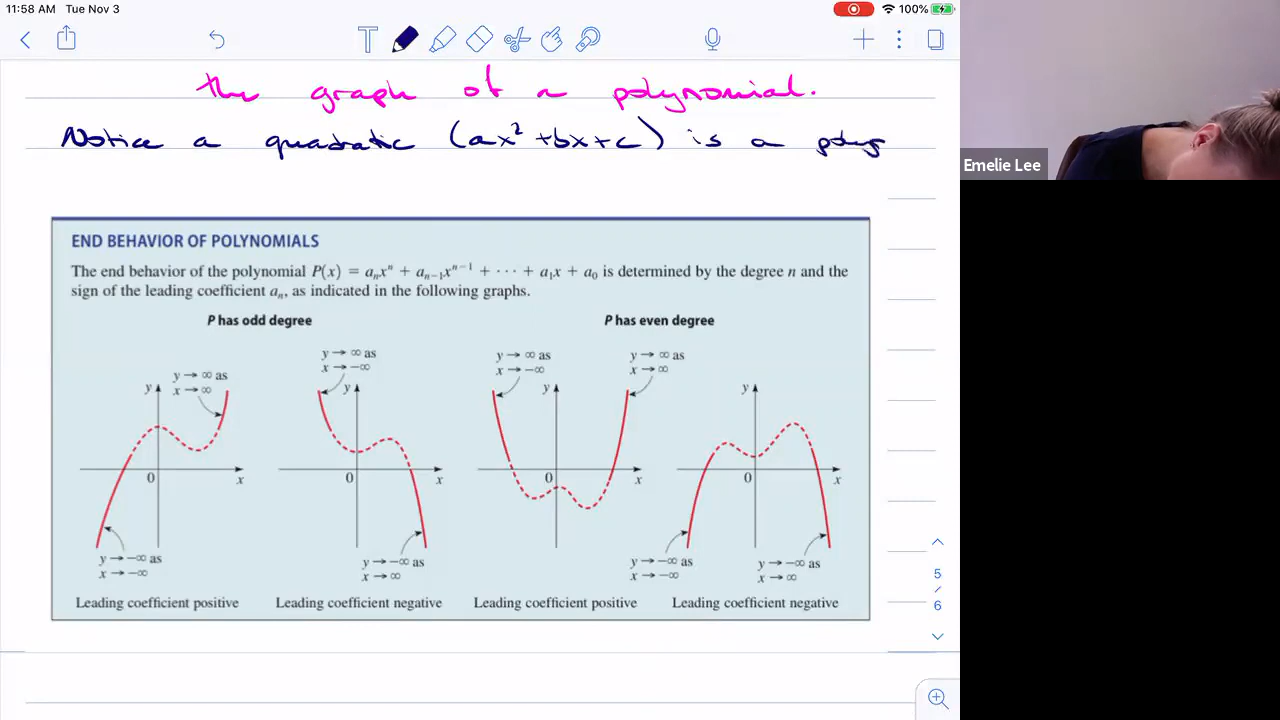 11:58 AM Tue Nov 3
100%
the graph of a polynomial.
Notice a quadratic (ax² + bx + c) is a poly
Emelie Lee
END BEHAVIOR OF POLYNOMIALS
The end behavior of the polynomial P(x) = aₙxⁿ + aₙ₋₁xⁿ⁻¹ + · · · + a₁x + a₀ is determined by the degree n and the
sign of the leading coefficient aₙ, as indicated in the following graphs.
P has odd degree
P has even degree
y → ∞ as
x → ∞
y
0
x
y → −∞ as
x → −∞
Leading coefficient positive
y → ∞ as
x → −∞
y
0
x
y → −∞ as
x → ∞
Leading coefficient negative
y → ∞ as
x → −∞
y → ∞ as
x → ∞
y
0
x
Leading coefficient positive
y
0
x
y → −∞ as
x → −∞
y → −∞ as
x → ∞
Leading coefficient negative
5
/
6